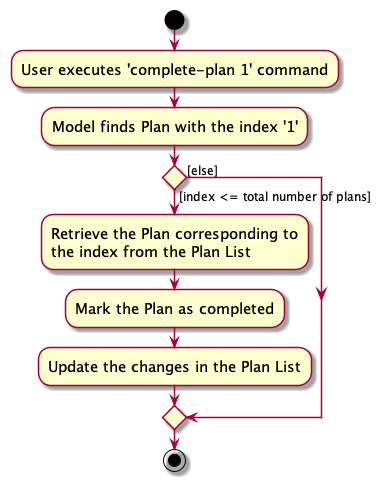 User executes 'complete-plan 1' command
Model finds Plan with the index '1'
[else]
[index <= total number of plans]
Retrieve the Plan corresponding to
the index from the Plan List
Mark the Plan as completed
Update the changes in the Plan List